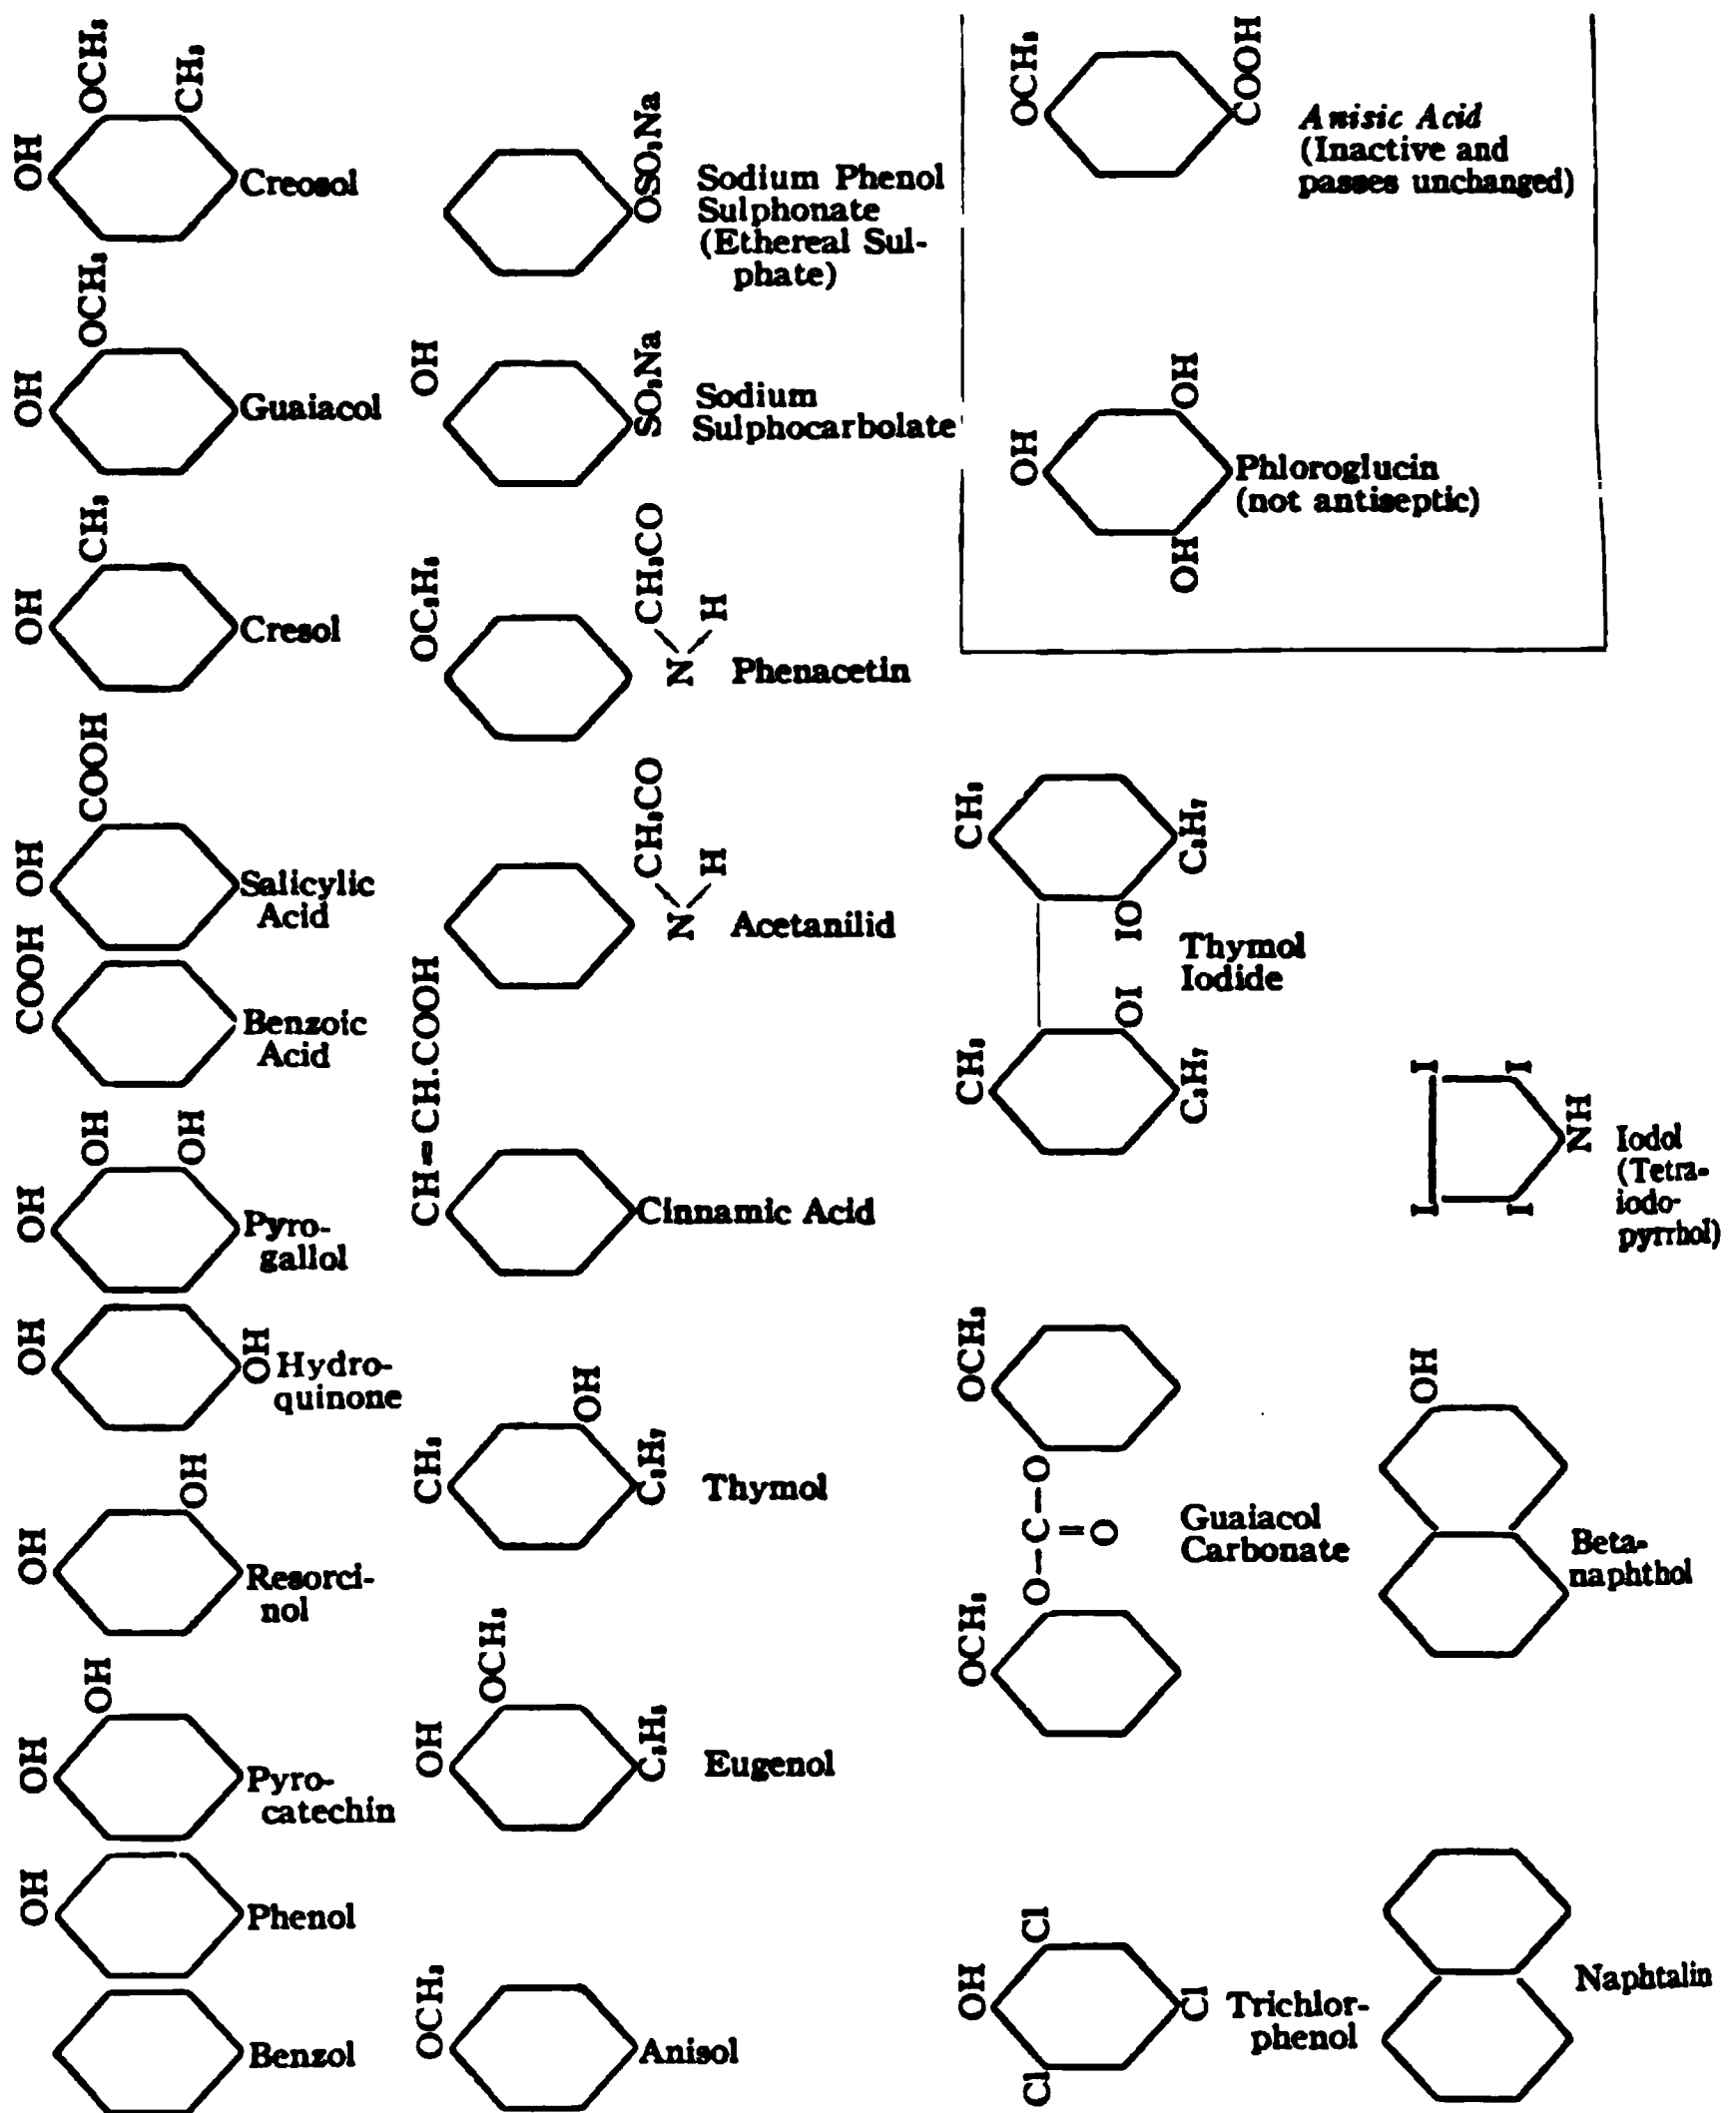 OH
OCH₃
CH₃
Creosol
OSO₃Na
Sodium Phenol
Sulphonate
(Ethereal Sul-
phate)
OCH₃
COOH
Anisic Acid
(Inactive and
passes unchanged)
OH
OCH₃
Guaiacol
OH
SO₃Na
Sodium
Sulphocarbolate
OH
OH
OH
Phloroglucin
(not antiseptic)
OH
CH₃
Cresol
OC₂H₅
CH₃CO
N
H
Phenacetin
OH
COOH
Salicylic
Acid
CH₃CO
N
H
Acetanilid
CH₃
C₃H₇
IO
OI
CH₃
C₃H₇
Thymol
Iodide
COOH
Benzoic
Acid
OH
OH
OH
Pyro-
gallol
CH=CH.COOH
Cinnamic Acid
I
I
I
I
NH
Iodol
(Tetra-
iodo-
pyrrhol)
OH
OH
Hydro-
quinone
CH₃
OH
C₃H₇
Thymol
OCH₃
O–C–O
=O
OCH₃
Guaiacol
Carbonate
OH
Beta-
naphthol
OH
OH
Resorci-
nol
OH
OH
Pyro-
catechin
OH
OCH₃
C₃H₅
Eugenol
OH
Phenol
Benzol
OCH₃
Anisol
OH
Cl
Cl
Cl
Trichlor-
phenol
Naphtalin